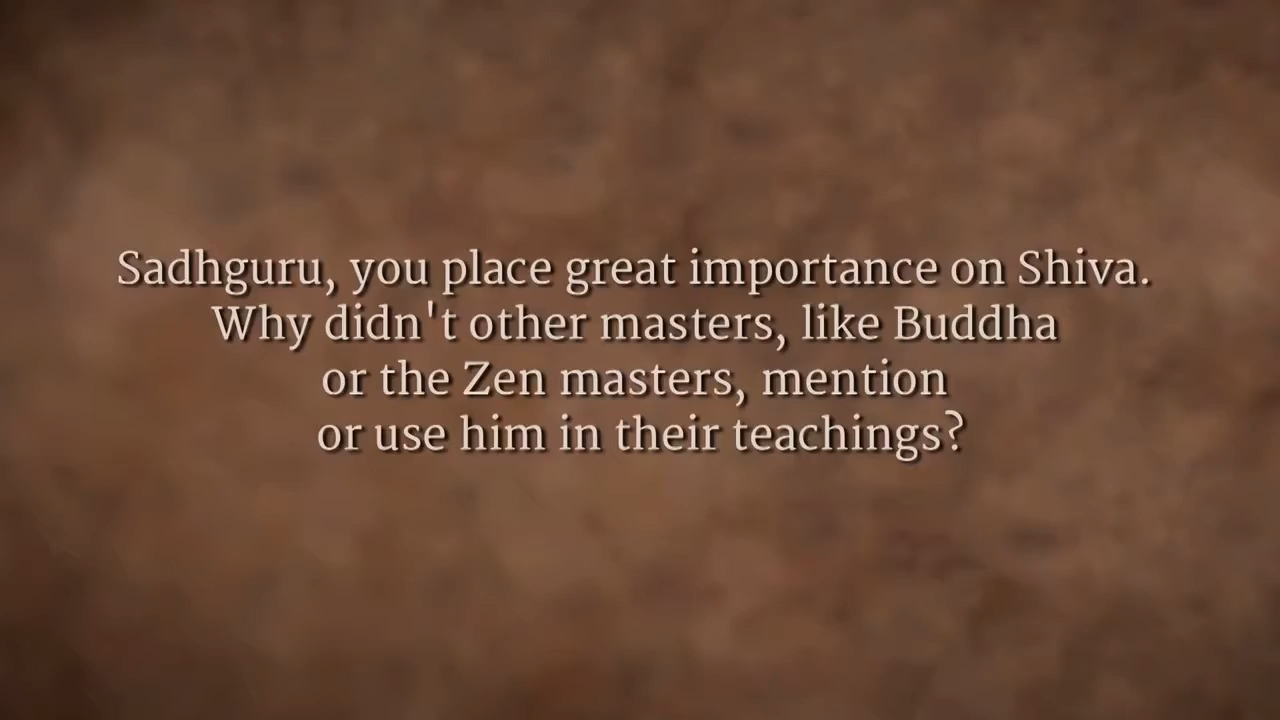 Sadhguru, you place great importance on Shiva.
Why didn't other masters, like Buddha
or the Zen masters, mention
or use him in their teachings?